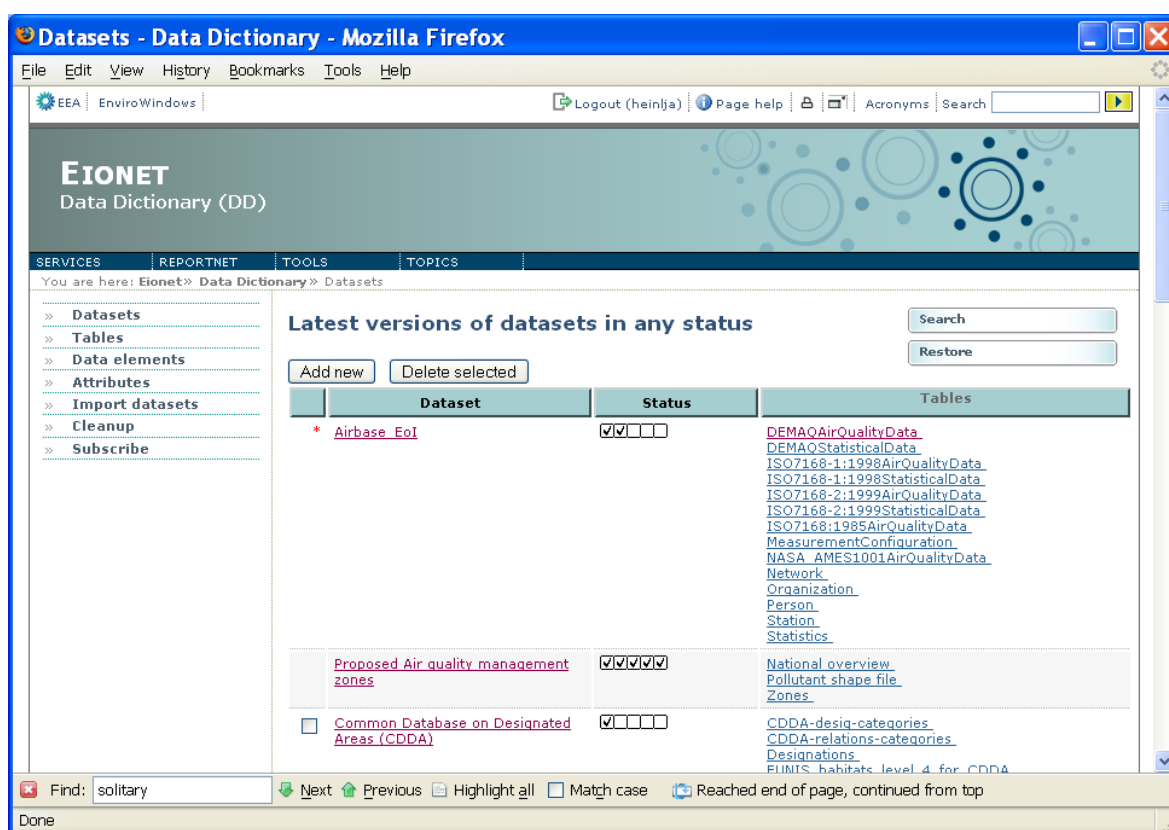 Datasets - Data Dictionary - Mozilla Firefox
File Edit View History Bookmarks Tools Help
EEA EnviroWindows Logout (heinlja) Page help Acronyms Search
EIONET
Data Dictionary (DD)
SERVICES REPORTNET TOOLS TOPICS
You are here: Eionet» Data Dictionary» Datasets
» Datasets
» Tables
» Data elements
» Attributes
» Import datasets
» Cleanup
» Subscribe
Latest versions of datasets in any status
Search
Restore
Add new Delete selected
Dataset Status Tables
* Airbase_EoI DEMAQAirQualityData
DEMAQStatisticalData
ISO7168-1:1998AirQualityData
ISO7168-1:1998StatisticalData
ISO7168-2:1999AirQualityData
ISO7168-2:1999StatisticalData
ISO7168:1985AirQualityData
MeasurementConfiguration
NASA_AMES1001AirQualityData
Network
Organization
Person
Station
Statistics
Proposed Air quality management National overview
zones Pollutant shape file
Zones
Common Database on Designated CDDA-desig-categories
Areas (CDDA) CDDA-relations-categories
Designations
EUNIS_habitats_level_4_for_CDDA
Find: solitary Next Previous Highlight all Match case Reached end of page, continued from top
Done